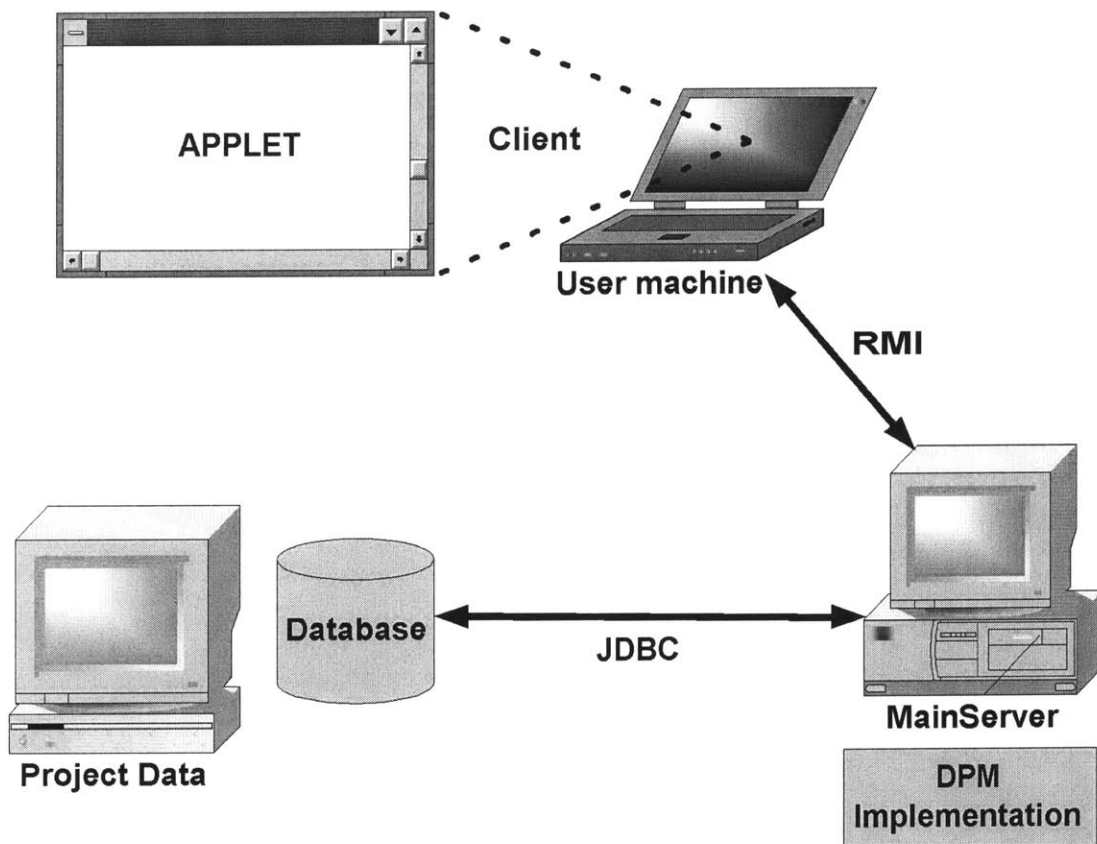 APPLET
Client
User machine
RMI
Database
JDBC
MainServer
Project Data
DPM
Implementation